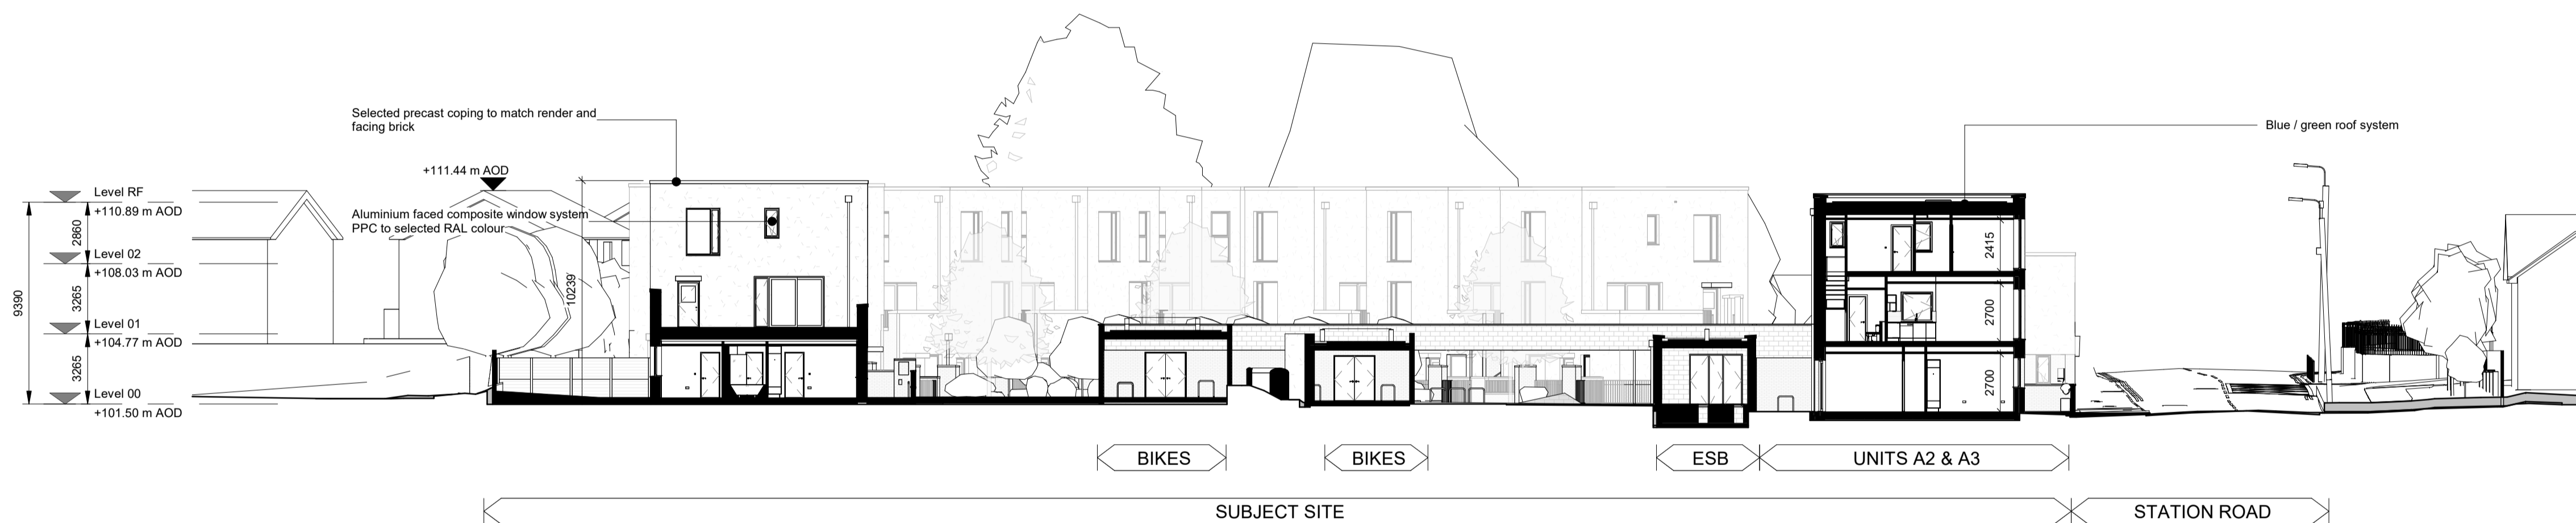 Selected precast coping to match render and
facing brick
Blue / green roof system
+111.44 m AOD
Level RF
+110.89 m AOD
Aluminium faced composite window system
PPC to selected RAL colour
2860
Level 02
+108.03 m AOD
2415
9390
3265
10239
2700
Level 01
+104.77 m AOD
3265
2700
Level 00
+101.50 m AOD
BIKES
BIKES
ESB
UNITS A2 & A3
SUBJECT SITE
STATION ROAD